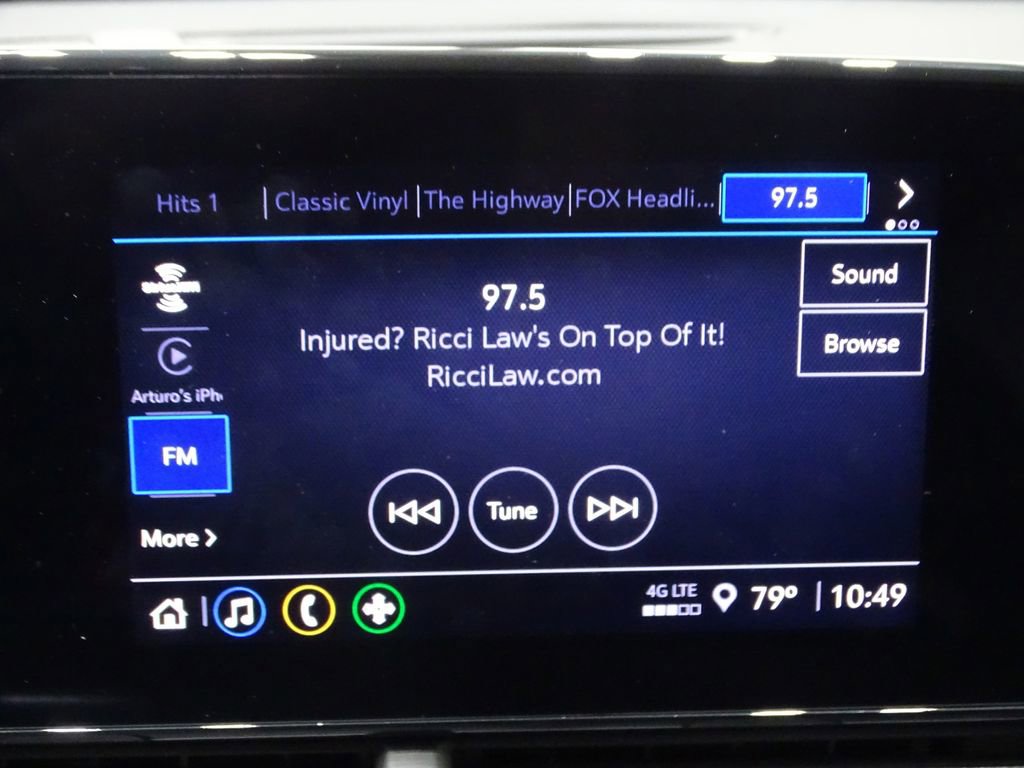 Hits 1
Classic Vinyl
The Highway
FOX Headli...
97.5
SiriusXM
Sound
97.5
Injured? Ricci Law's On Top Of It!
Browse
RicciLaw.com
Arturo's iPh
FM
Tune
More
4G LTE
79°
10:49